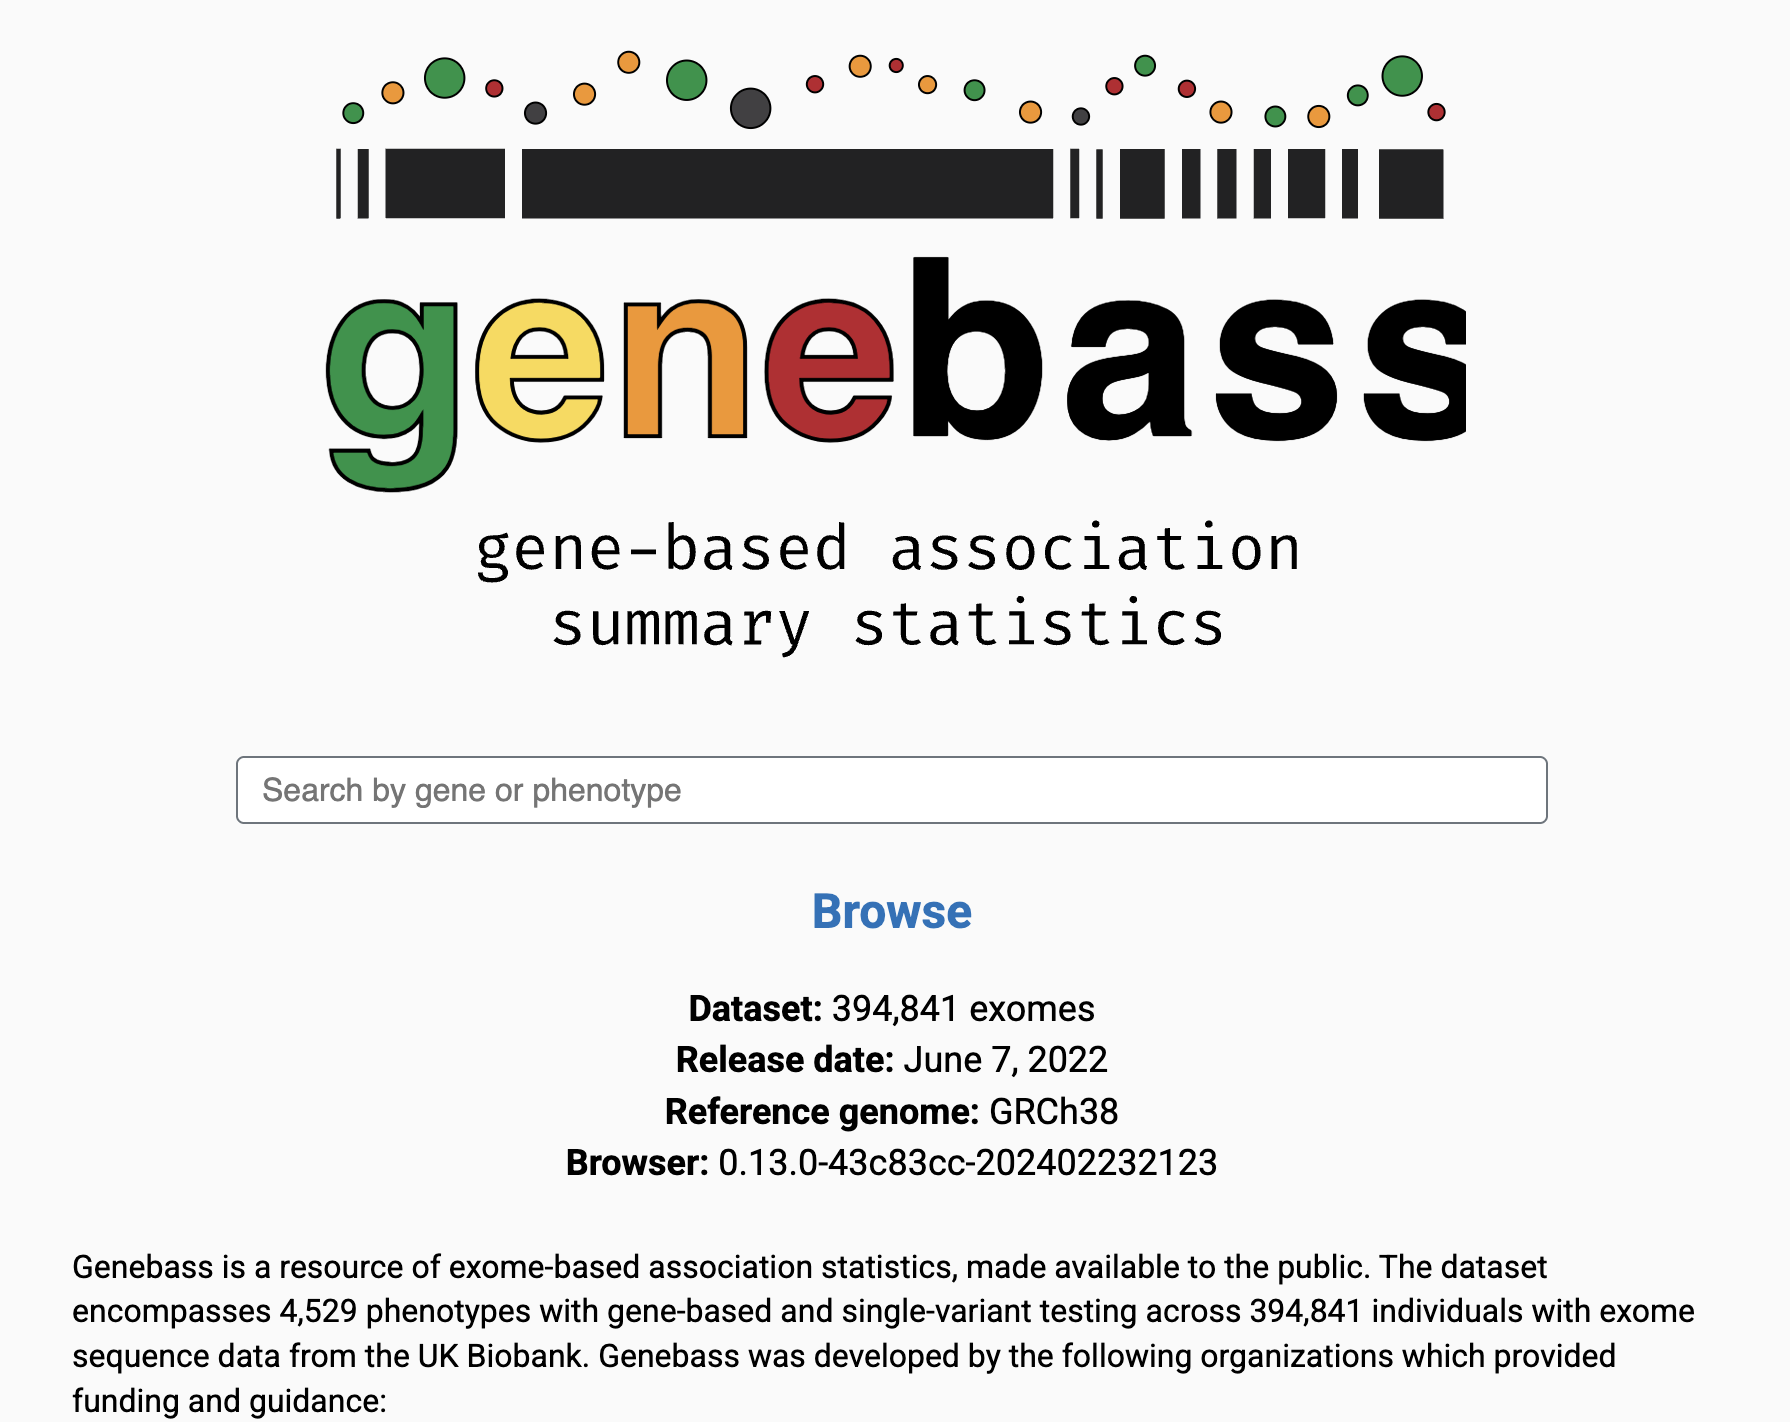 genebass
gene-based association
summary statistics
Search by gene or phenotype
Browse
Dataset: 394,841 exomes
Release date: June 7, 2022
Reference genome: GRCh38
Browser: 0.13.0-43c83cc-202402232123
Genebass is a resource of exome-based association statistics, made available to the public. The dataset
encompasses 4,529 phenotypes with gene-based and single-variant testing across 394,841 individuals with exome
sequence data from the UK Biobank. Genebass was developed by the following organizations which provided
funding and guidance: